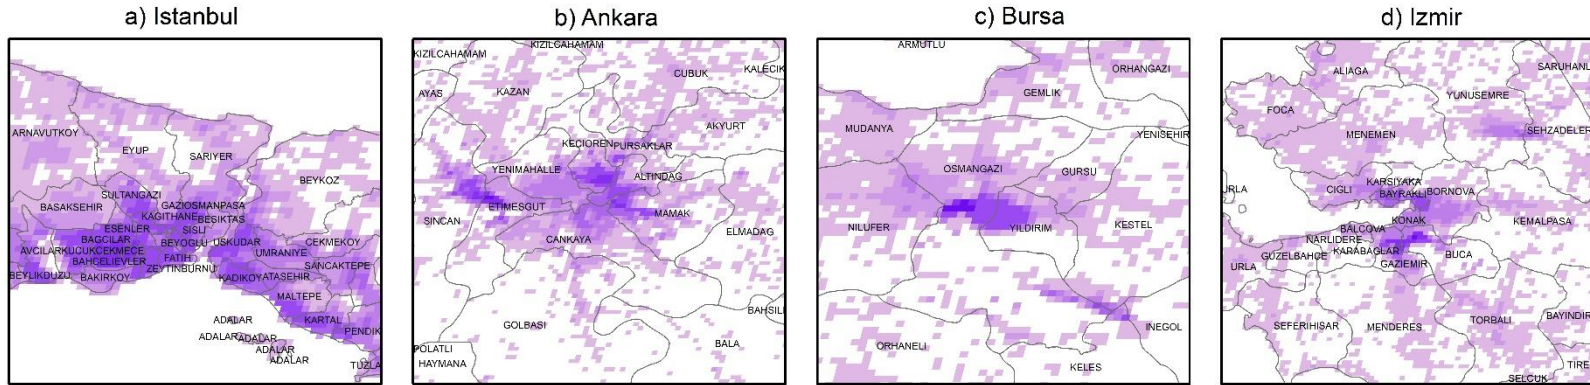 a) Istanbul
ARNAVUTKOY
EYUP
SARIYER
BEYKOZ
SULTANGAZI
BASAKSEHIR
GAZIOSMANPASA
KAGITHANE
BESIKTAS
ESENLER
SISLI
BAGCILAR
BEYOGLU
USKUDAR
CEKMEKOY
AVCILAR
KUCUKCEKMECE
UMRANIYE
BAHCELIEVLER
FATIH
SANCAKTEPE
BEYLIKDUZU
BAKIRKOY
ZEYTINBURNU
KADIKOY
ATASEHIR
MALTEPE
ADALAR
KARTAL
ADALAR
ADALAR
PENDIK
ADALAR
ADALAR
TUZLA
b) Ankara
KIZILCAHAMAM
KIZILCAHAMAM
KALECIK
CUBUK
AYAS
KAZAN
AKYURT
KECIOREN
PURSAKLAR
YENIMAHALLE
ALTINDAG
ETIMESGUT
MAMAK
SINCAN
ELMADAG
CANKAYA
BAHSILI
GOLBASI
BALA
POLATLI
HAYMANA
c) Bursa
ARMUTLU
ORHANGAZI
GEMLIK
MUDANYA
YENISEHIR
OSMANGAZI
GURSU
NILUFER
YILDIRIM
KESTEL
INEGOL
ORHANELI
KELES
d) Izmir
ALIAGA
SARUHANL
YUNUSEMRE
FOCA
MENEMEN
SEHZADELER
KARSIYAKA
URLA
CIGLI
BAYRAKLI
BORNOVA
KONAK
KEMALPASA
BALCOVA
NARLIDERE
KARABAGLAR
GUZELBAHCE
BUCA
URLA
GAZIEMIR
BAYINDIR
TORBALI
SEFERIHISAR
MENDERES
TIRE
SELCUK